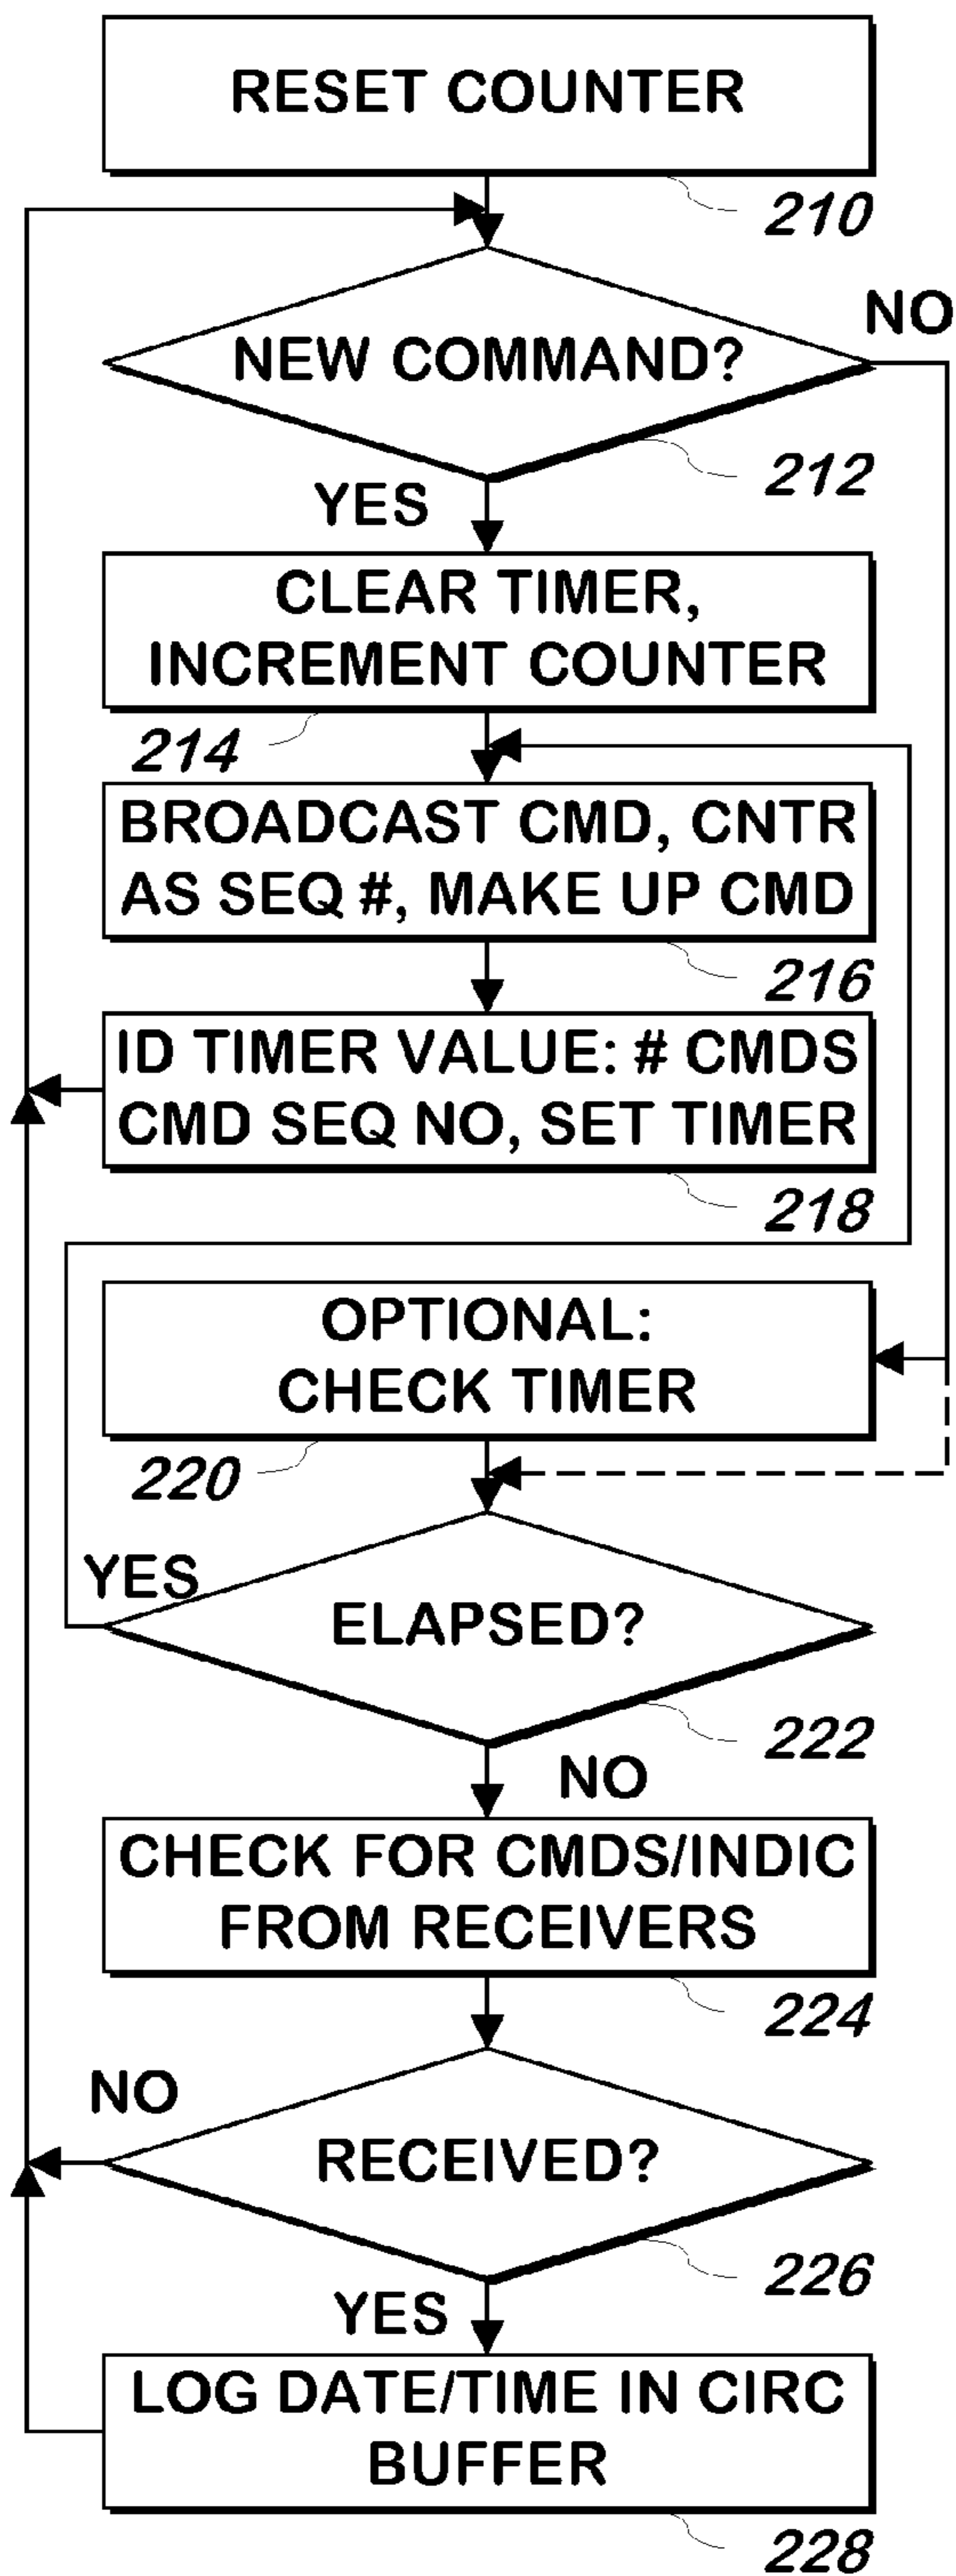 RESET COUNTER
210
NO
NEW COMMAND?
212
YES
CLEAR TIMER,
INCREMENT COUNTER
214
BROADCAST CMD, CNTR
AS SEQ #, MAKE UP CMD
216
ID TIMER VALUE: # CMDS
CMD SEQ NO, SET TIMER
218
OPTIONAL:
CHECK TIMER
220
YES
ELAPSED?
222
NO
CHECK FOR CMDS/INDIC
FROM RECEIVERS
224
NO
RECEIVED?
226
YES
LOG DATE/TIME IN CIRC
BUFFER
228